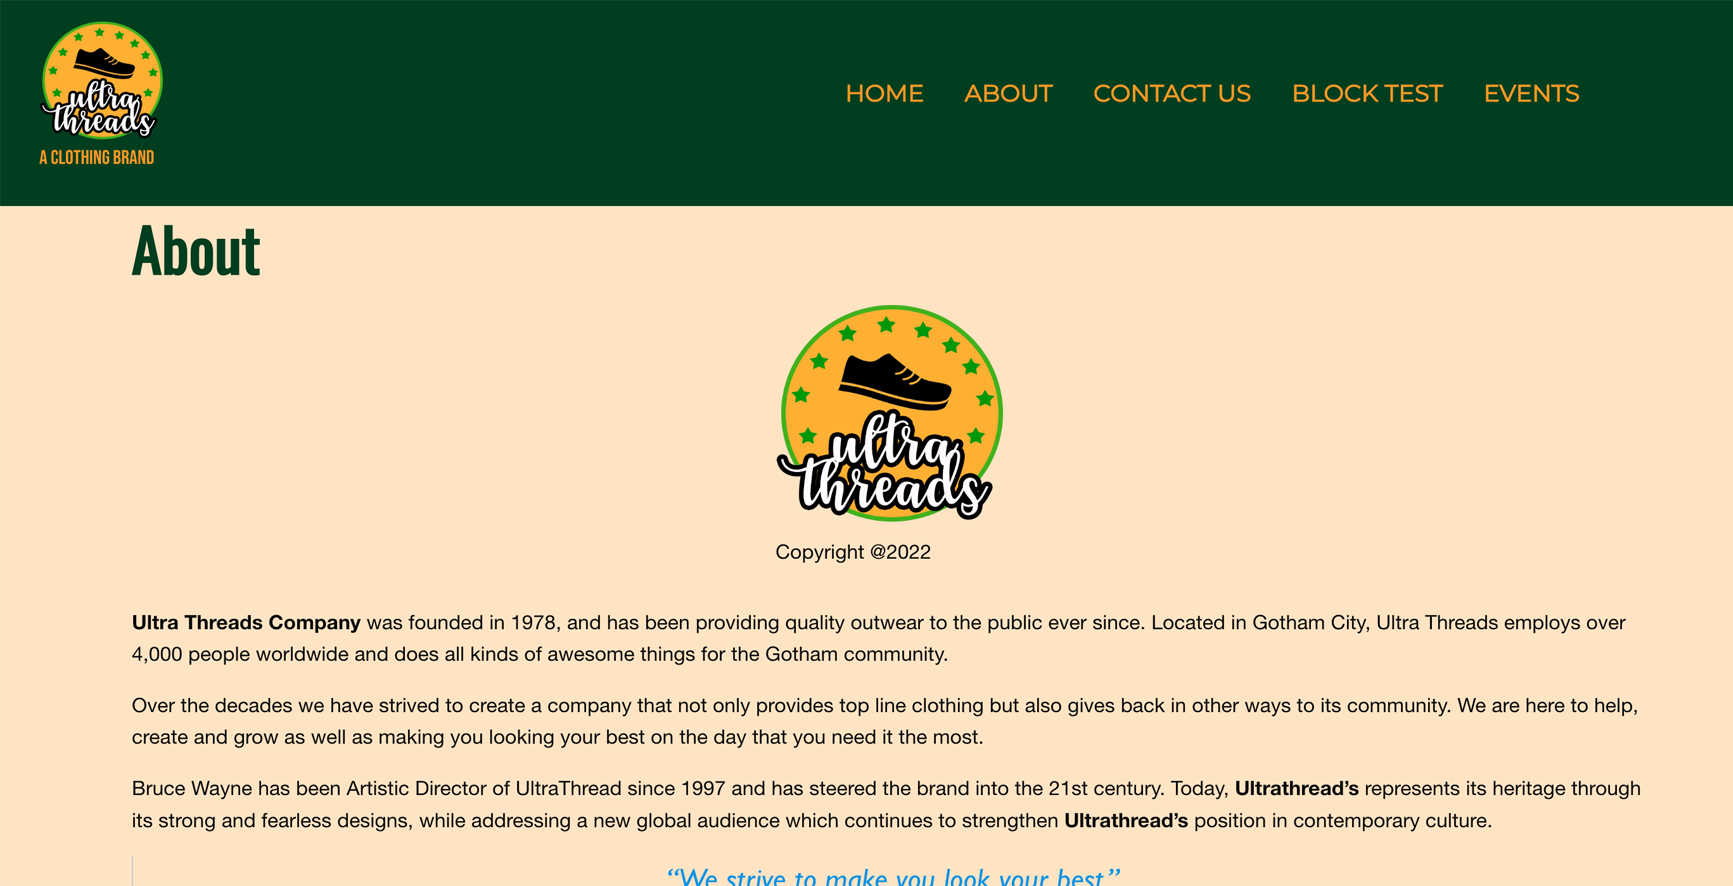 ultra
threads
A CLOTHING BRAND
HOME ABOUT CONTACT US BLOCK TEST EVENTS
About
ultra
threads
Copyright @2022
Ultra Threads Company was founded in 1978, and has been providing quality outwear to the public ever since. Located in Gotham City, Ultra Threads employs over
4,000 people worldwide and does all kinds of awesome things for the Gotham community.
Over the decades we have strived to create a company that not only provides top line clothing but also gives back in other ways to its community. We are here to help,
create and grow as well as making you looking your best on the day that you need it the most.
Bruce Wayne has been Artistic Director of UltraThread since 1997 and has steered the brand into the 21st century. Today, Ultrathread’s represents its heritage through
its strong and fearless designs, while addressing a new global audience which continues to strengthen Ultrathread’s position in contemporary culture.
“We strive to make you look your best”